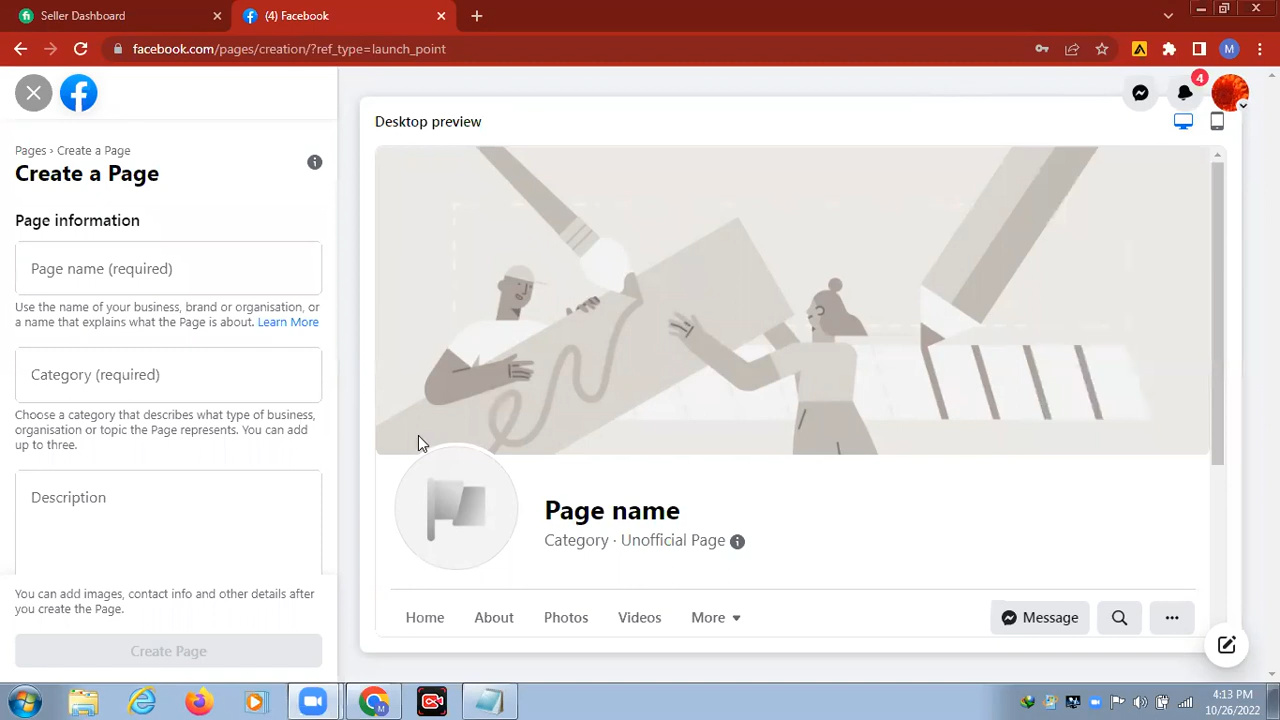 Seller Dashboard
(4) Facebook
facebook.com/pages/creation/?ref_type=launch_point
M
4
Desktop preview
Pages › Create a Page
Create a Page
Page information
Page name (required)
Use the name of your business, brand or organisation, or
a name that explains what the Page is about. Learn More
Category (required)
Choose a category that describes what type of business,
organisation or topic the Page represents. You can add
up to three.
Description
You can add images, contact info and other details after
you create the Page.
Create Page
Page name
Category · Unofficial Page
Home
About
Photos
Videos
More
Message
4:13 PM
10/26/2022